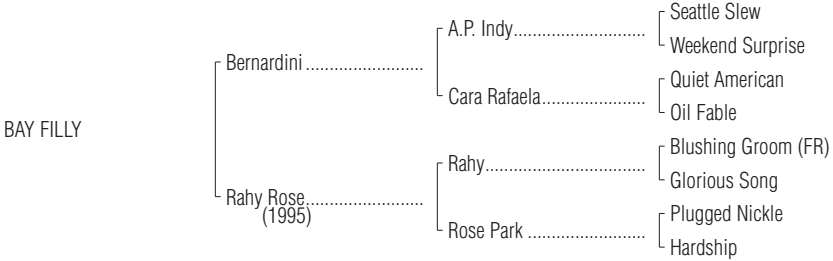 Seattle Slew
A.P. Indy..............................
Weekend Surprise
Bernardini ...........................
Quiet American
Cara Rafaela........................
Oil Fable
BAY FILLY
Blushing Groom (FR)
Rahy.....................................
Glorious Song
Rahy Rose...........................
(1995)
Plugged Nickle
Rose Park ...........................
Hardship